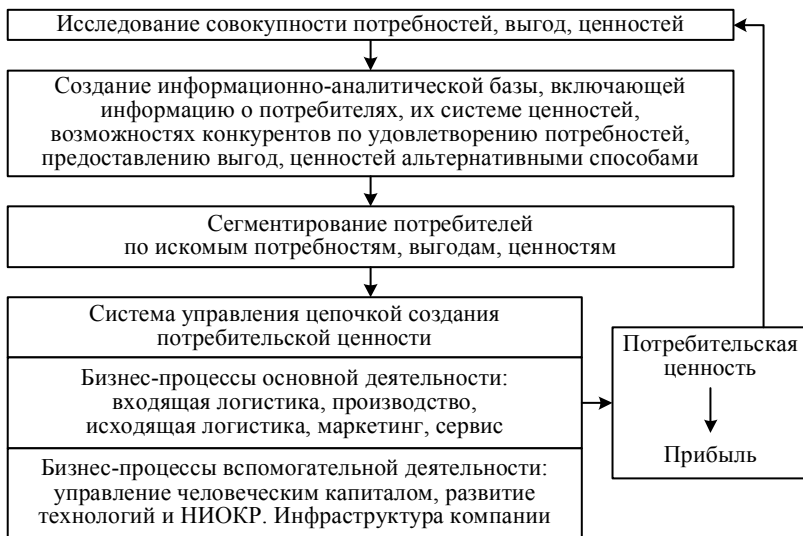 Исследование совокупности потребностей, выгод, ценностей
Создание информационно-аналитической базы, включающей
информацию о потребителях, их системе ценностей,
возможностях конкурентов по удовлетворению потребностей,
предоставлению выгод, ценностей альтернативными способами
Сегментирование потребителей
по искомым потребностям, выгодам, ценностям
Система управления цепочкой создания
потребительской ценности
Бизнес-процессы основной деятельности:
входящая логистика, производство,
исходящая логистика, маркетинг, сервис
Бизнес-процессы вспомогательной деятельности:
управление человеческим капиталом, развитие
технологий и НИОКР. Инфраструктура компании
Потребительская
ценность
Прибыль